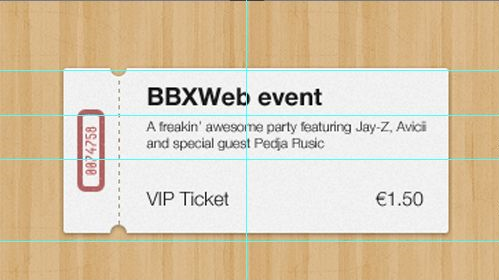 BBXWeb event
A freakin' awesome party featuring Jay-Z, Avicii
and special guest Pedja Rusic
VIP Ticket €1.50
0074758